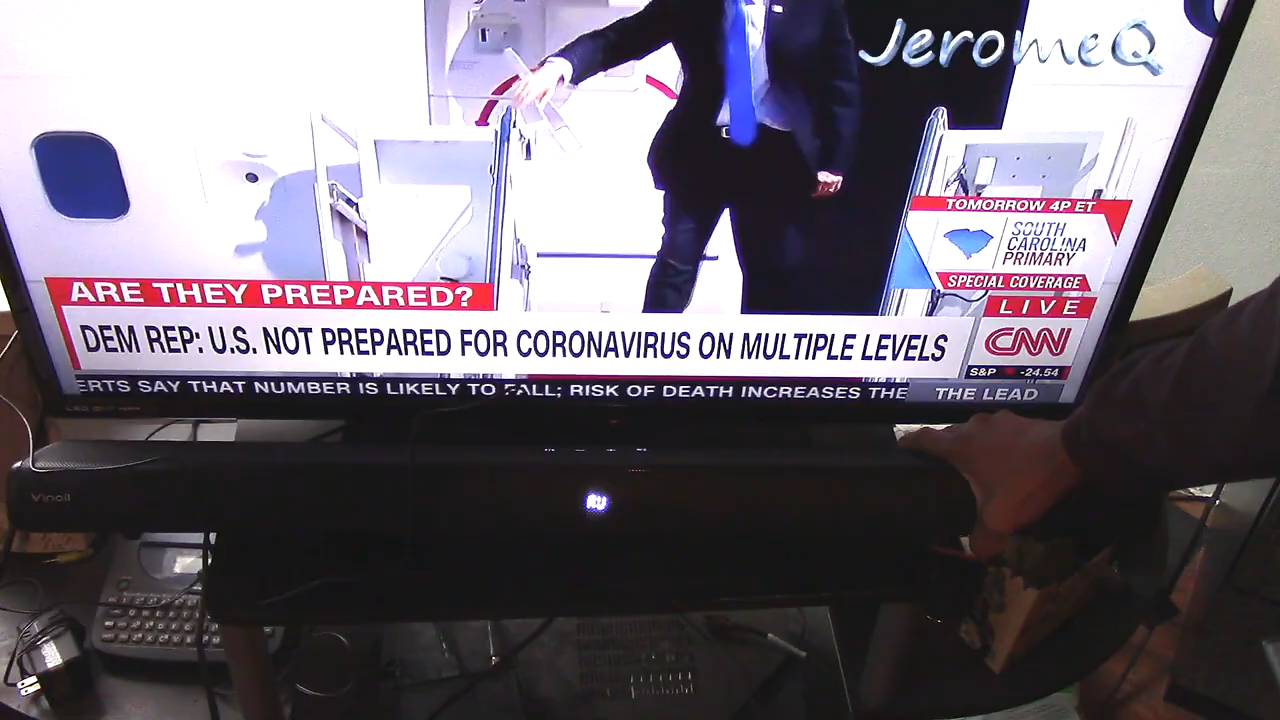 JeromeQ
TOMORROW 4P ET
SOUTH
CAROLINA
PRIMARY
SPECIAL COVERAGE
ARE THEY PREPARED?
LIVE
DEM REP: U.S. NOT PREPARED FOR CORONAVIRUS ON MULTIPLE LEVELS
CNN
S&P -24.54
ERTS SAY THAT NUMBER IS LIKELY TO FALL; RISK OF DEATH INCREASES THE
THE LEAD
Vinoil
AU